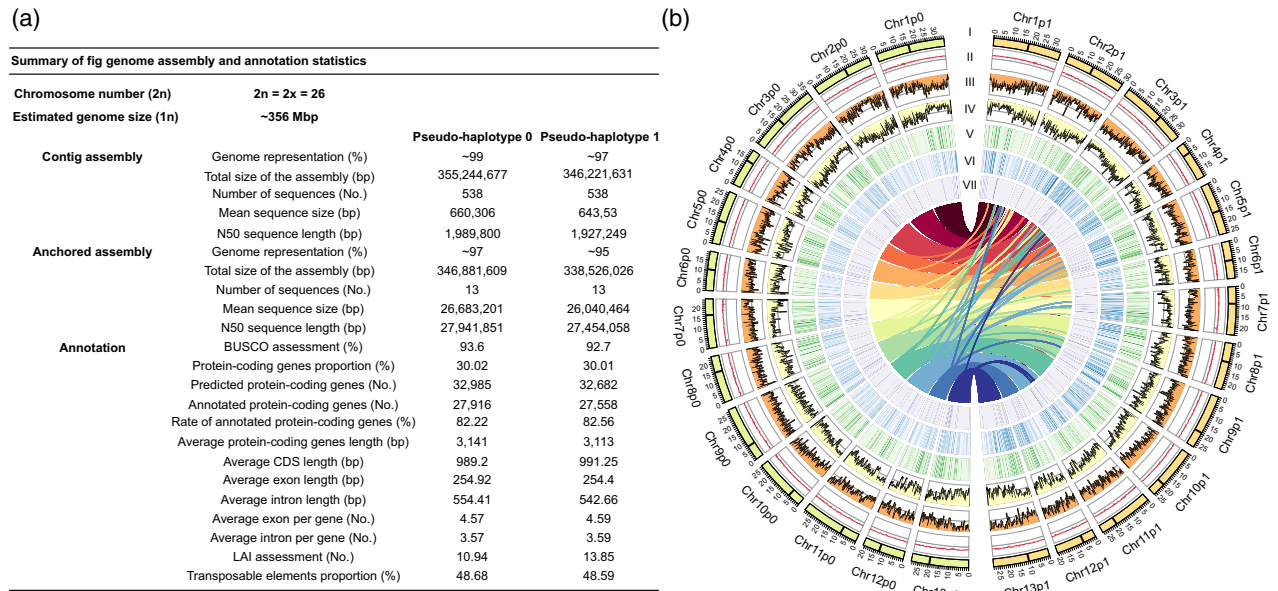 (a)
Summary of fig genome assembly and annotation statistics
Chromosome number (2n) 2n = 2x = 26
Estimated genome size (1n) ~356 Mbp
Pseudo-haplotype 0 Pseudo-haplotype 1
Contig assembly Genome representation (%) ~99 ~97
Total size of the assembly (bp) 355,244,677 346,221,631
Number of sequences (No.) 538 538
Mean sequence size (bp) 660,306 643,53
N50 sequence length (bp) 1,989,800 1,927,249
Anchored assembly Genome representation (%) ~97 ~95
Total size of the assembly (bp) 346,881,609 338,526,026
Number of sequences (No.) 13 13
Mean sequence size (bp) 26,683,201 26,040,464
N50 sequence length (bp) 27,941,851 27,454,058
Annotation BUSCO assessment (%) 93.6 92.7
Protein-coding genes proportion (%) 30.02 30.01
Predicted protein-coding genes (No.) 32,985 32,682
Annotated protein-coding genes (No.) 27,916 27,558
Rate of annotated protein-coding genes (%) 82.22 82.56
Average protein-coding genes length (bp) 3,141 3,113
Average CDS length (bp) 989.2 991.25
Average exon length (bp) 254.92 254.4
Average intron length (bp) 554.41 542.66
Average exon per gene (No.) 4.57 4.59
Average intron per gene (No.) 3.57 3.59
LAI assessment (No.) 10.94 13.85
Transposable elements proportion (%) 48.68 48.59
(b)
I
II
III
IV
V
VI
VII
Chr1p1
Chr2p1
Chr3p1
Chr4p1
Chr5p1
Chr6p1
Chr7p1
Chr8p1
Chr9p1
Chr10p1
Chr11p1
Chr12p1
Chr13p1
Chr12p0
Chr11p0
Chr10p0
Chr9p0
Chr8p0
Chr7p0
Chr6p0
Chr5p0
Chr4p0
Chr3p0
Chr2p0
Chr1p0